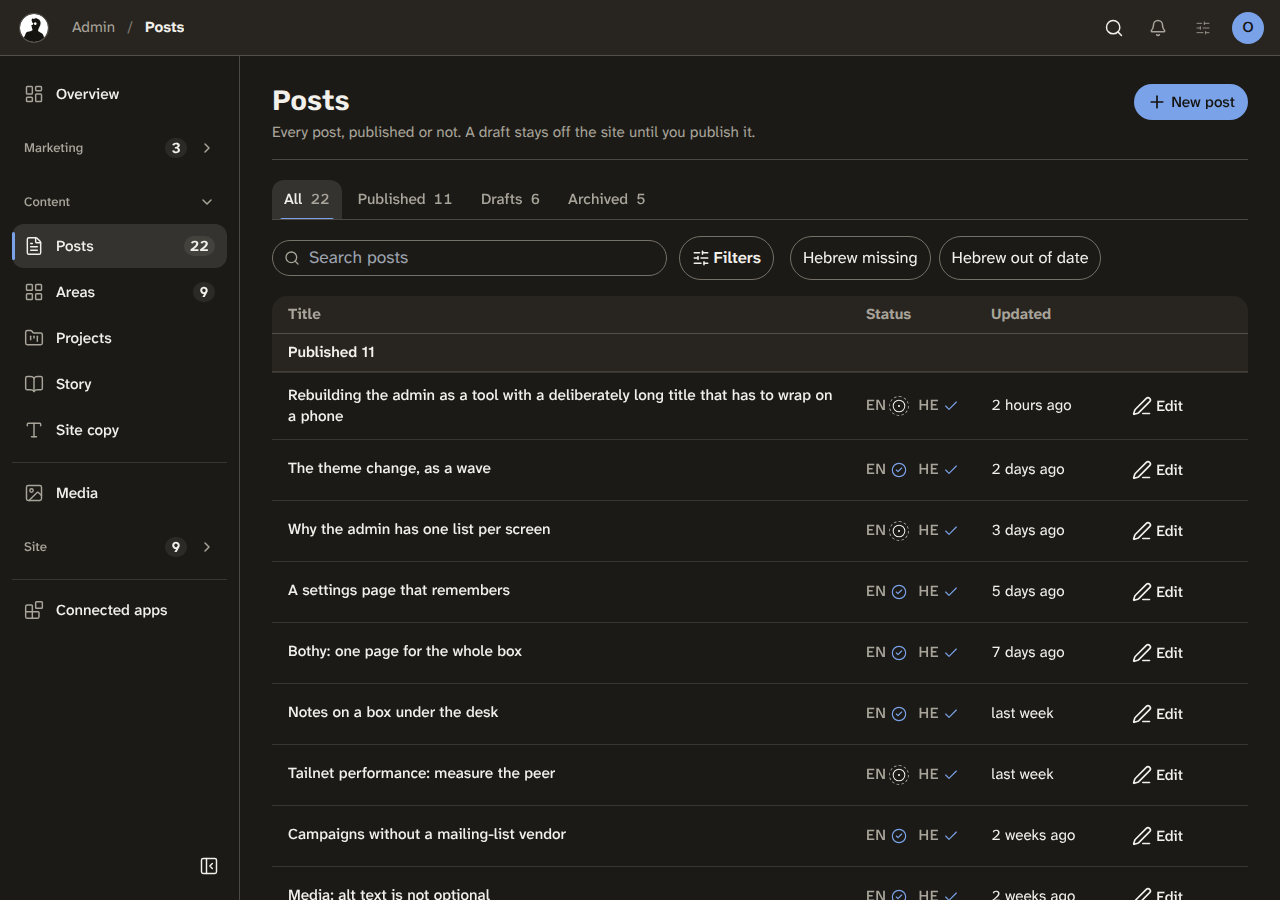 Admin / Posts
O
Overview
Marketing 3
Content
Posts 22
Areas 9
Projects
Story
Site copy
Media
Site 9
Connected apps
Posts
Every post, published or not. A draft stays off the site until you publish it.
New post
All 22 Published 11 Drafts 6 Archived 5
Search posts Filters Hebrew missing Hebrew out of date
Title Status Updated
Published 11
Rebuilding the admin as a tool with a deliberately long title that has to wrap on
a phone
EN HE 2 hours ago Edit
The theme change, as a wave EN HE 2 days ago Edit
Why the admin has one list per screen EN HE 3 days ago Edit
A settings page that remembers EN HE 5 days ago Edit
Bothy: one page for the whole box EN HE 7 days ago Edit
Notes on a box under the desk EN HE last week Edit
Tailnet performance: measure the peer EN HE last week Edit
Campaigns without a mailing-list vendor EN HE 2 weeks ago Edit
Media: alt text is not optional EN HE 2 weeks ago Edit